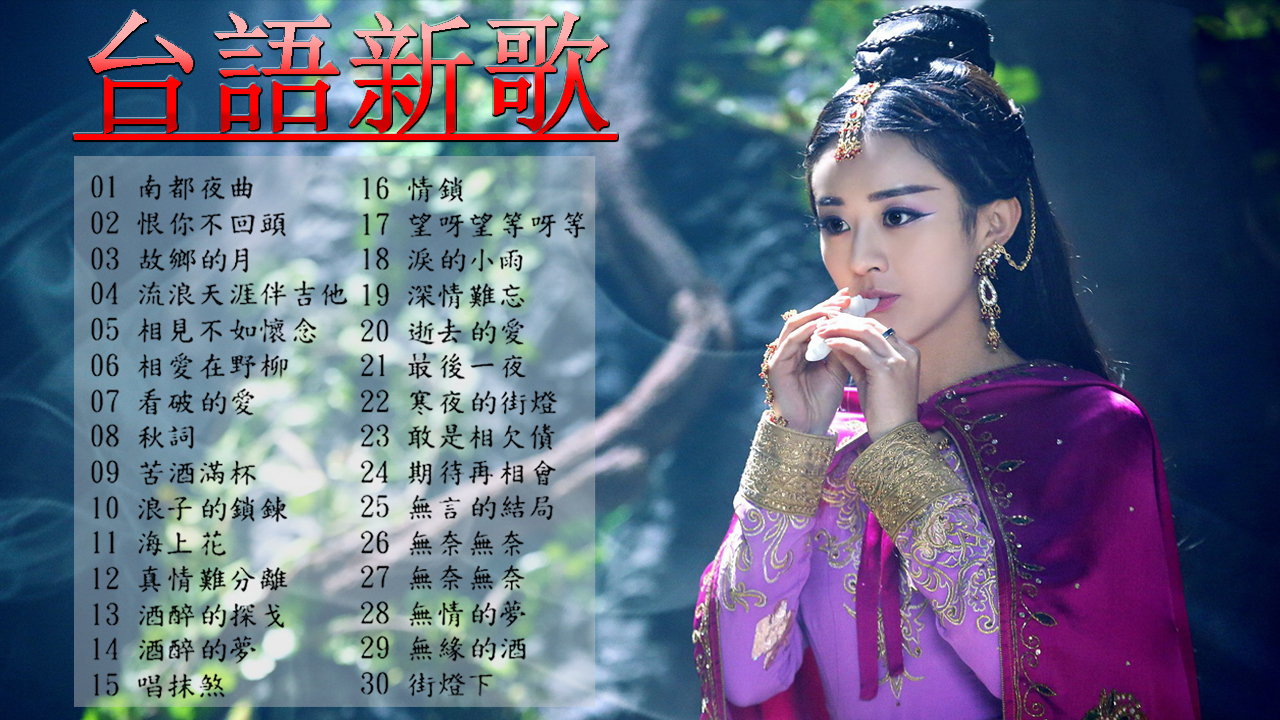 台語新歌
01 南都夜曲
02 恨你不回頭
03 故鄉的月
04 流浪天涯伴吉他
05 相見不如懷念
06 相愛在野柳
07 看破的愛
08 秋詞
09 苦酒滿杯
10 浪子的鎖鍊
11 海上花
12 真情難分離
13 酒醉的探戈
14 酒醉的夢
15 唱抹煞
16 情鎖
17 望呀望等呀等
18 淚的小雨
19 深情難忘
20 逝去的愛
21 最後一夜
22 寒夜的街燈
23 敢是相欠債
24 期待再相會
25 無言的結局
26 無奈無奈
27 無奈無奈
28 無情的夢
29 無緣的酒
30 街燈下